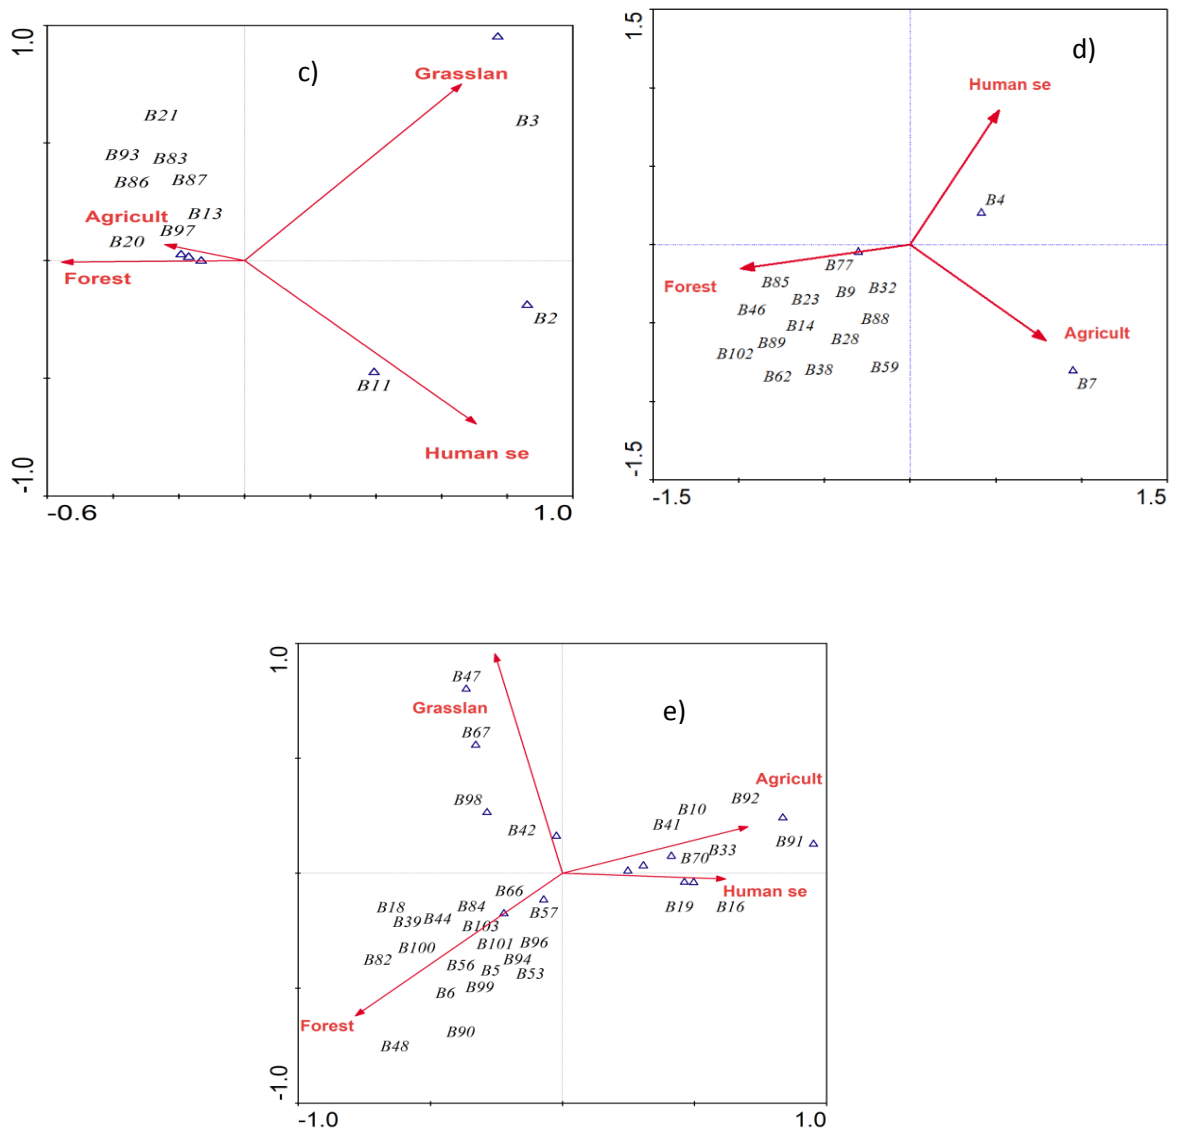 1.0
c)
Grasslan
B3
B21
B93
B83
B86
B87
B13
Agricult
B97
B20
Forest
B2
B11
Human se
-1.0
-0.6
1.0
1.5
d)
Human se
B4
B77
Forest
B85
B9
B32
B46
B23
B14
B88
B28
B89
B102
B62
B38
B59
Agricult
B7
-1.5
-1.5
1.5
1.0
B47
Grasslan
e)
B67
Agricult
B98
B92
B10
B42
B41
B33
B91
B70
Human se
B66
B18
B84
B57
B19
B16
B39
B44
B103
B100
B101
B96
B82
B56
B94
B5
B53
B6
B99
Forest
B90
B48
-1.0
-1.0
1.0